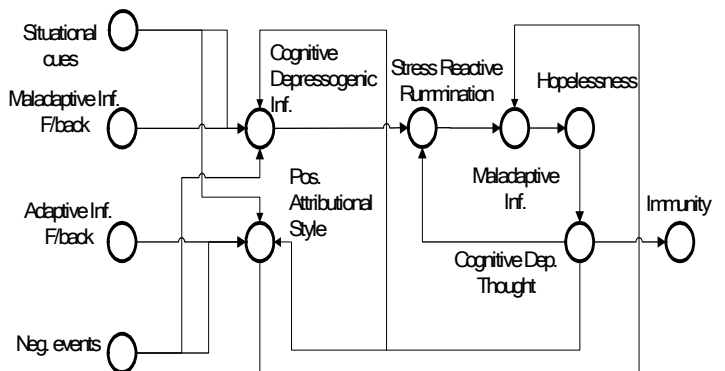 Situational
cues
Maladaptive Inf.
F/back
Adaptive Inf.
F/back
Neg. events
Cognitive
Depressogenic
Inf.
Pos.
Attributional
Style
Stress Reactive
Rummination
Hopelessness
Maladaptive
Inf.
Cognitive Dep.
Thought
Immunity